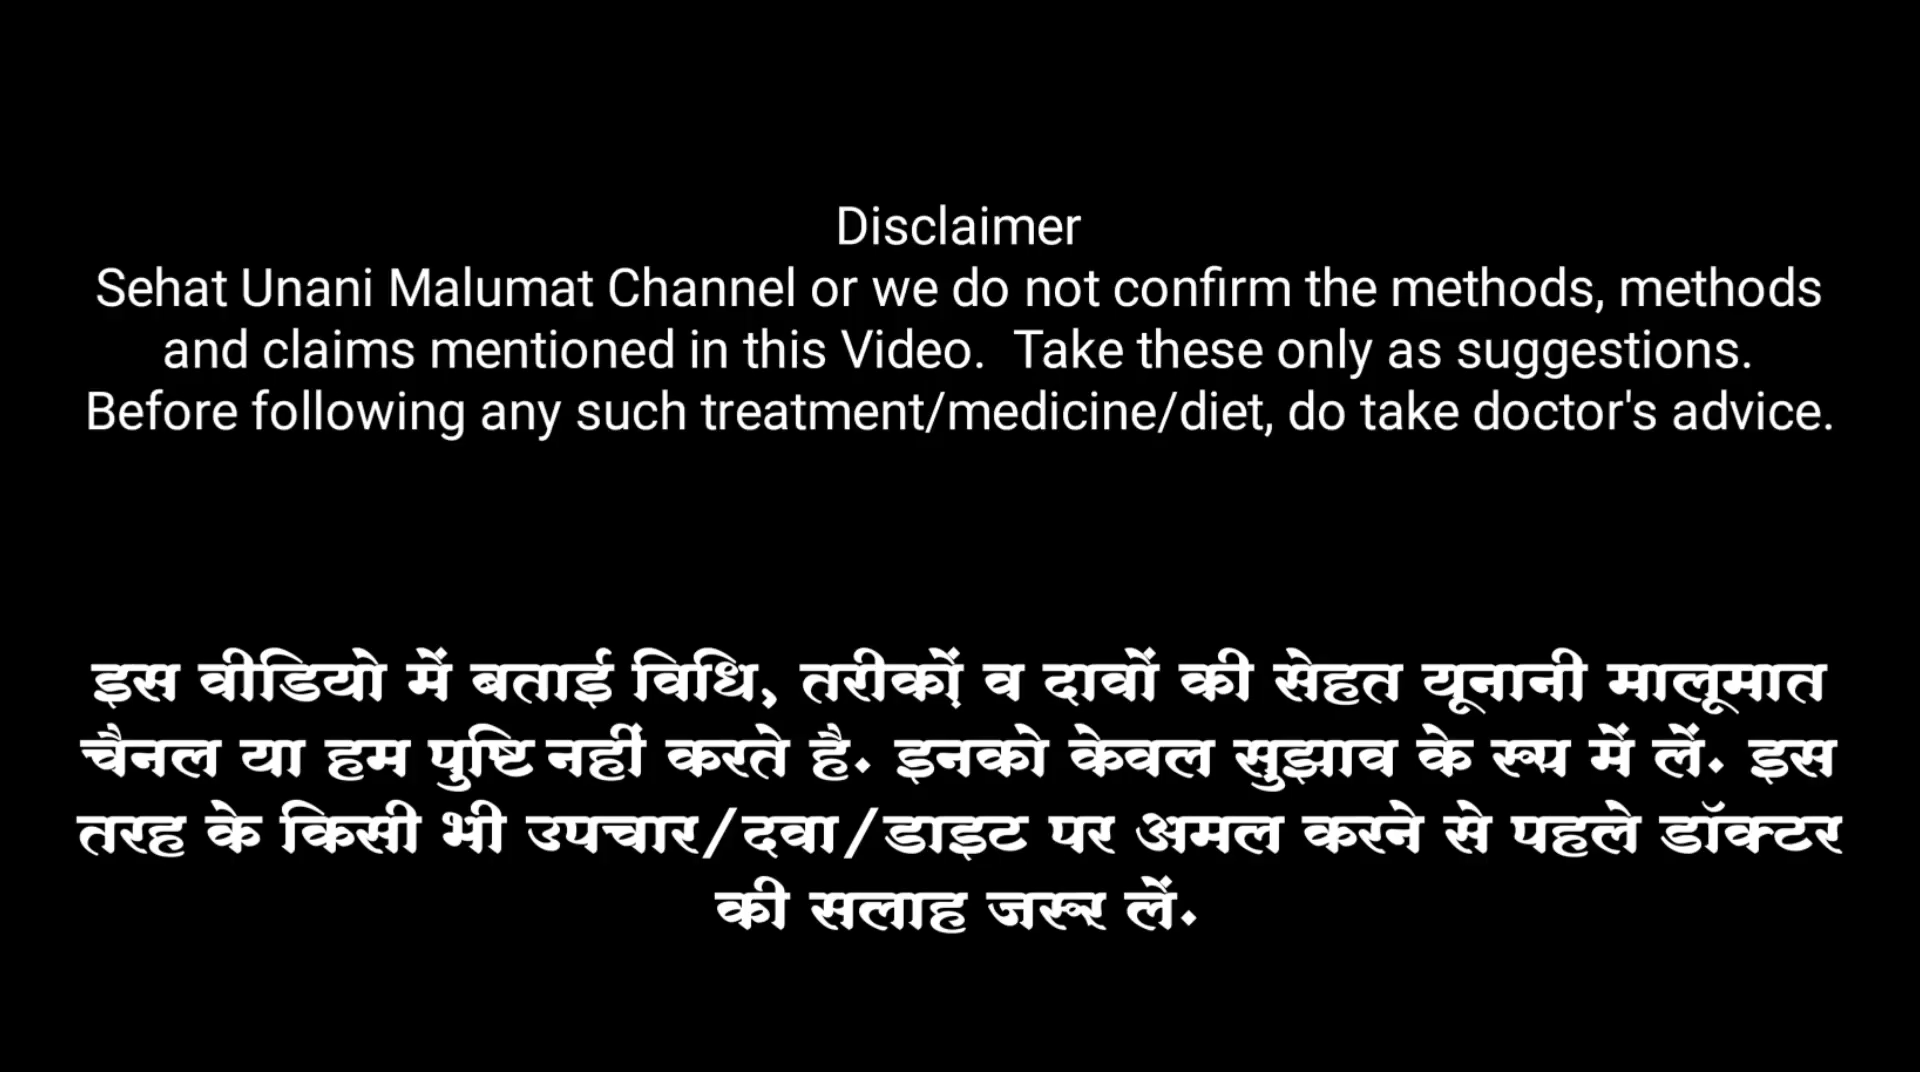 Disclaimer
Sehat Unani Malumat Channel or we do not confirm the methods, methods
and claims mentioned in this Video.  Take these only as suggestions.
Before following any such treatment/medicine/diet, do take doctor's advice.
इस वीडियो में बताई विधि, तरीक़ों व दावों की सेहत यूनानी मालूमात
चैनल या हम पुष्टि नहीं करते है. इनको केवल सुझाव के रूप में लें. इस
तरह के किसी भी उपचार/दवा/डाइट पर अमल करने से पहले डॉक्टर
की सलाह जरूर लें.